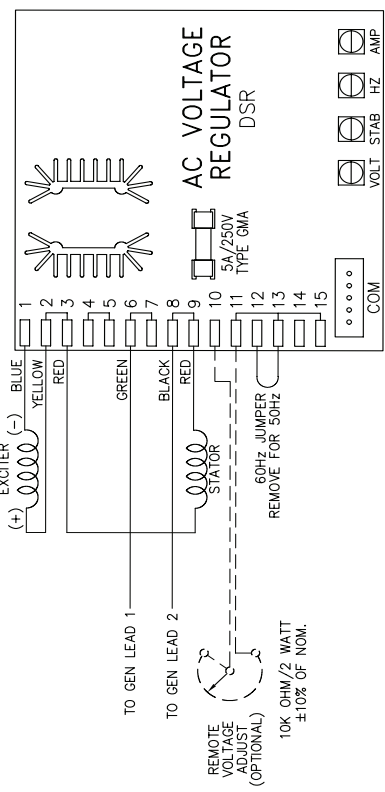 AC VOLTAGE
REGULATOR
DSR
5A/250V
TYPE GMA
VOLT
STAB
HZ
AMP
COM
1
2
3
4
5
6
7
8
9
10
11
12
13
14
15
BLUE
YELLOW
RED
GREEN
BLACK
RED
EXCITER
(+)
(-)
STATOR
60Hz JUMPER
REMOVE FOR 50Hz
TO GEN LEAD 1
TO GEN LEAD 2
REMOTE
VOLTAGE
ADJUST
(OPTIONAL)
10K OHM/2 WATT
±10% OF NOM.